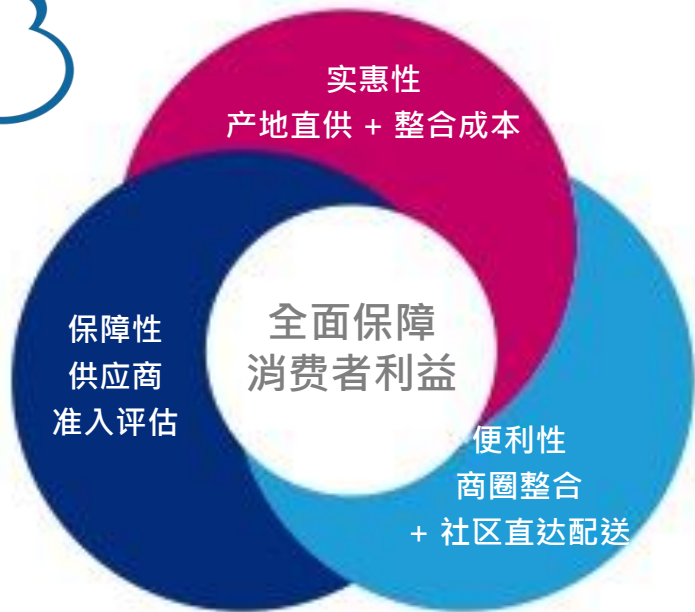 实惠性
产地直供 + 整合成本
保障性
供应商
准入评估
全面保障
消费者利益
便利性
商圈整合
+ 社区直达配送